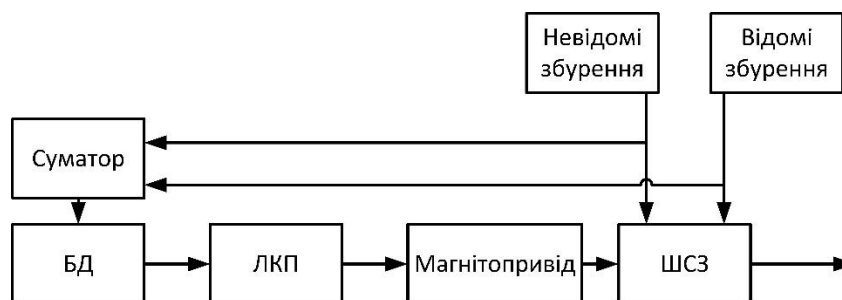 Невідомі
збурення
Відомі
збурення
Суматор
БД
ЛКП
Магнітопривід
ШСЗ